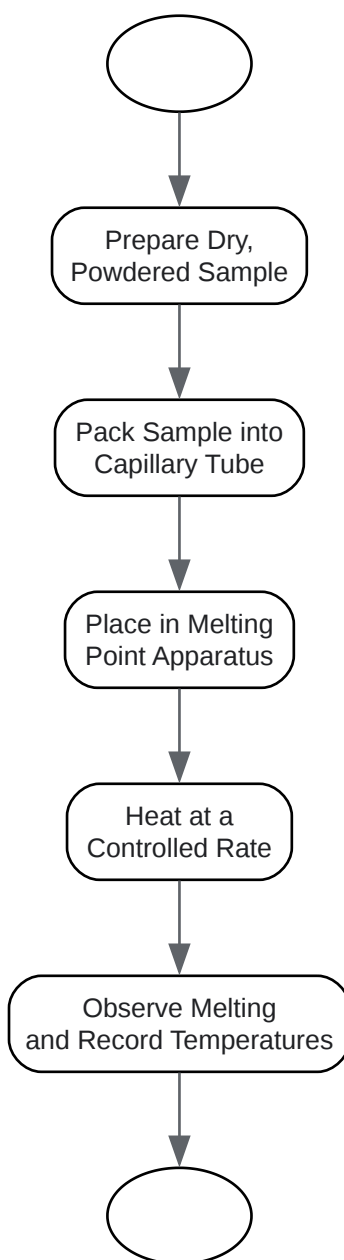 Prepare Dry,
Powdered Sample
Pack Sample into
Capillary Tube
Place in Melting
Point Apparatus
Heat at a
Controlled Rate
Observe Melting
and Record Temperatures